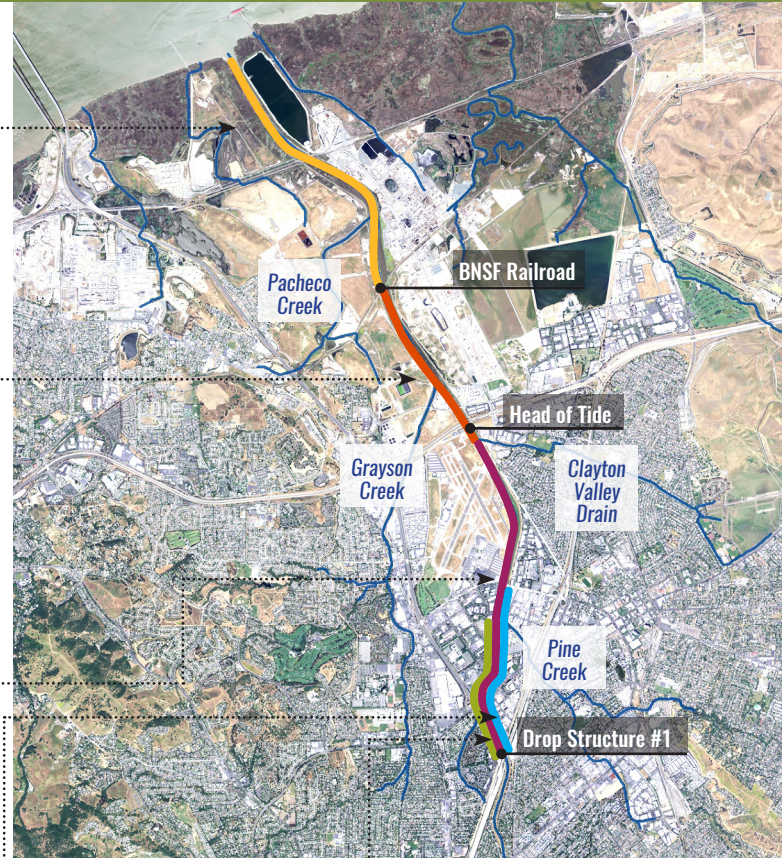 BNSF Railroad
Pacheco
Creek
Head of Tide
Grayson
Creek
Clayton
Valley
Drain
Pine
Creek
Drop Structure #1